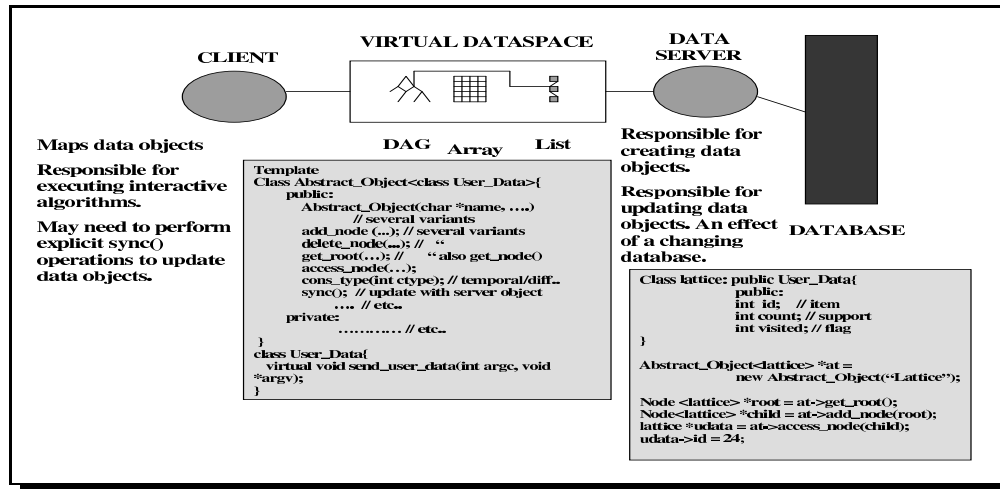 CLIENT
VIRTUAL DATASPACE
DATA
SERVER
DAG
Array
List
Maps data objects
Responsible for
executing interactive
algorithms.
May need to perform
explicit sync()
operations to update
data objects.
Template
Class Abstract_Object<class User_Data>{
public:
Abstract_Object(char *name, ….)
// several variants
add_node (...); // several variants
delete_node(...); // “
get_root(…); // “ also get_node()
access_node(…);
cons_type(int ctype); // temporal/diff..
sync(); // update with server object
…. // etc..
private:
………… // etc..
}
class User_Data{
virtual void send_user_data(int argc, void
*argv);
}
Responsible for
creating data
objects.
Responsible for
updating data
objects. An effect
of a changing
database.
DATABASE
Class lattice: public User_Data{
public:
int id; // item
int count; // support
int visited; // flag
}
Abstract_Object<lattice> *at =
new Abstract_Object(“Lattice”);
Node <lattice> *root = at->get_root();
Node<lattice> *child = at->add_node(root);
lattice *udata = at->access_node(child);
udata->id = 24;